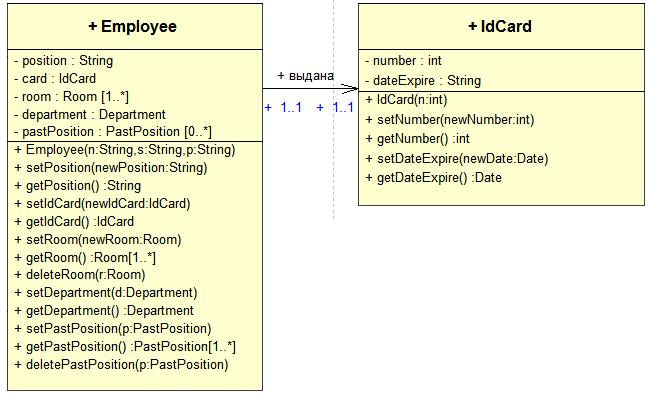 + Employee
- position : String
- card : IdCard
- room : Room [1..*]
- department : Department
- pastPosition : PastPosition [0..*]
+ Employee(n:String,s:String,p:String)
+ setPosition(newPosition:String)
+ getPosition() :String
+ setIdCard(newIdCard:IdCard)
+ getIdCard() :IdCard
+ setRoom(newRoom:Room)
+ getRoom() :Room[1..*]
+ deleteRoom(r:Room)
+ setDepartment(d:Department)
+ getDepartment() :Department
+ setPastPosition(p:PastPosition)
+ getPastPosition() :PastPosition[1..*]
+ deletePastPosition(p:PastPosition)
+ выдана
+ 1..1 + 1..1
+ IdCard
- number : int
- dateExpire : String
+ IdCard(n:int)
+ setNumber(newNumber:int)
+ getNumber() :int
+ setDateExpire(newDate:Date)
+ getDateExpire() :Date